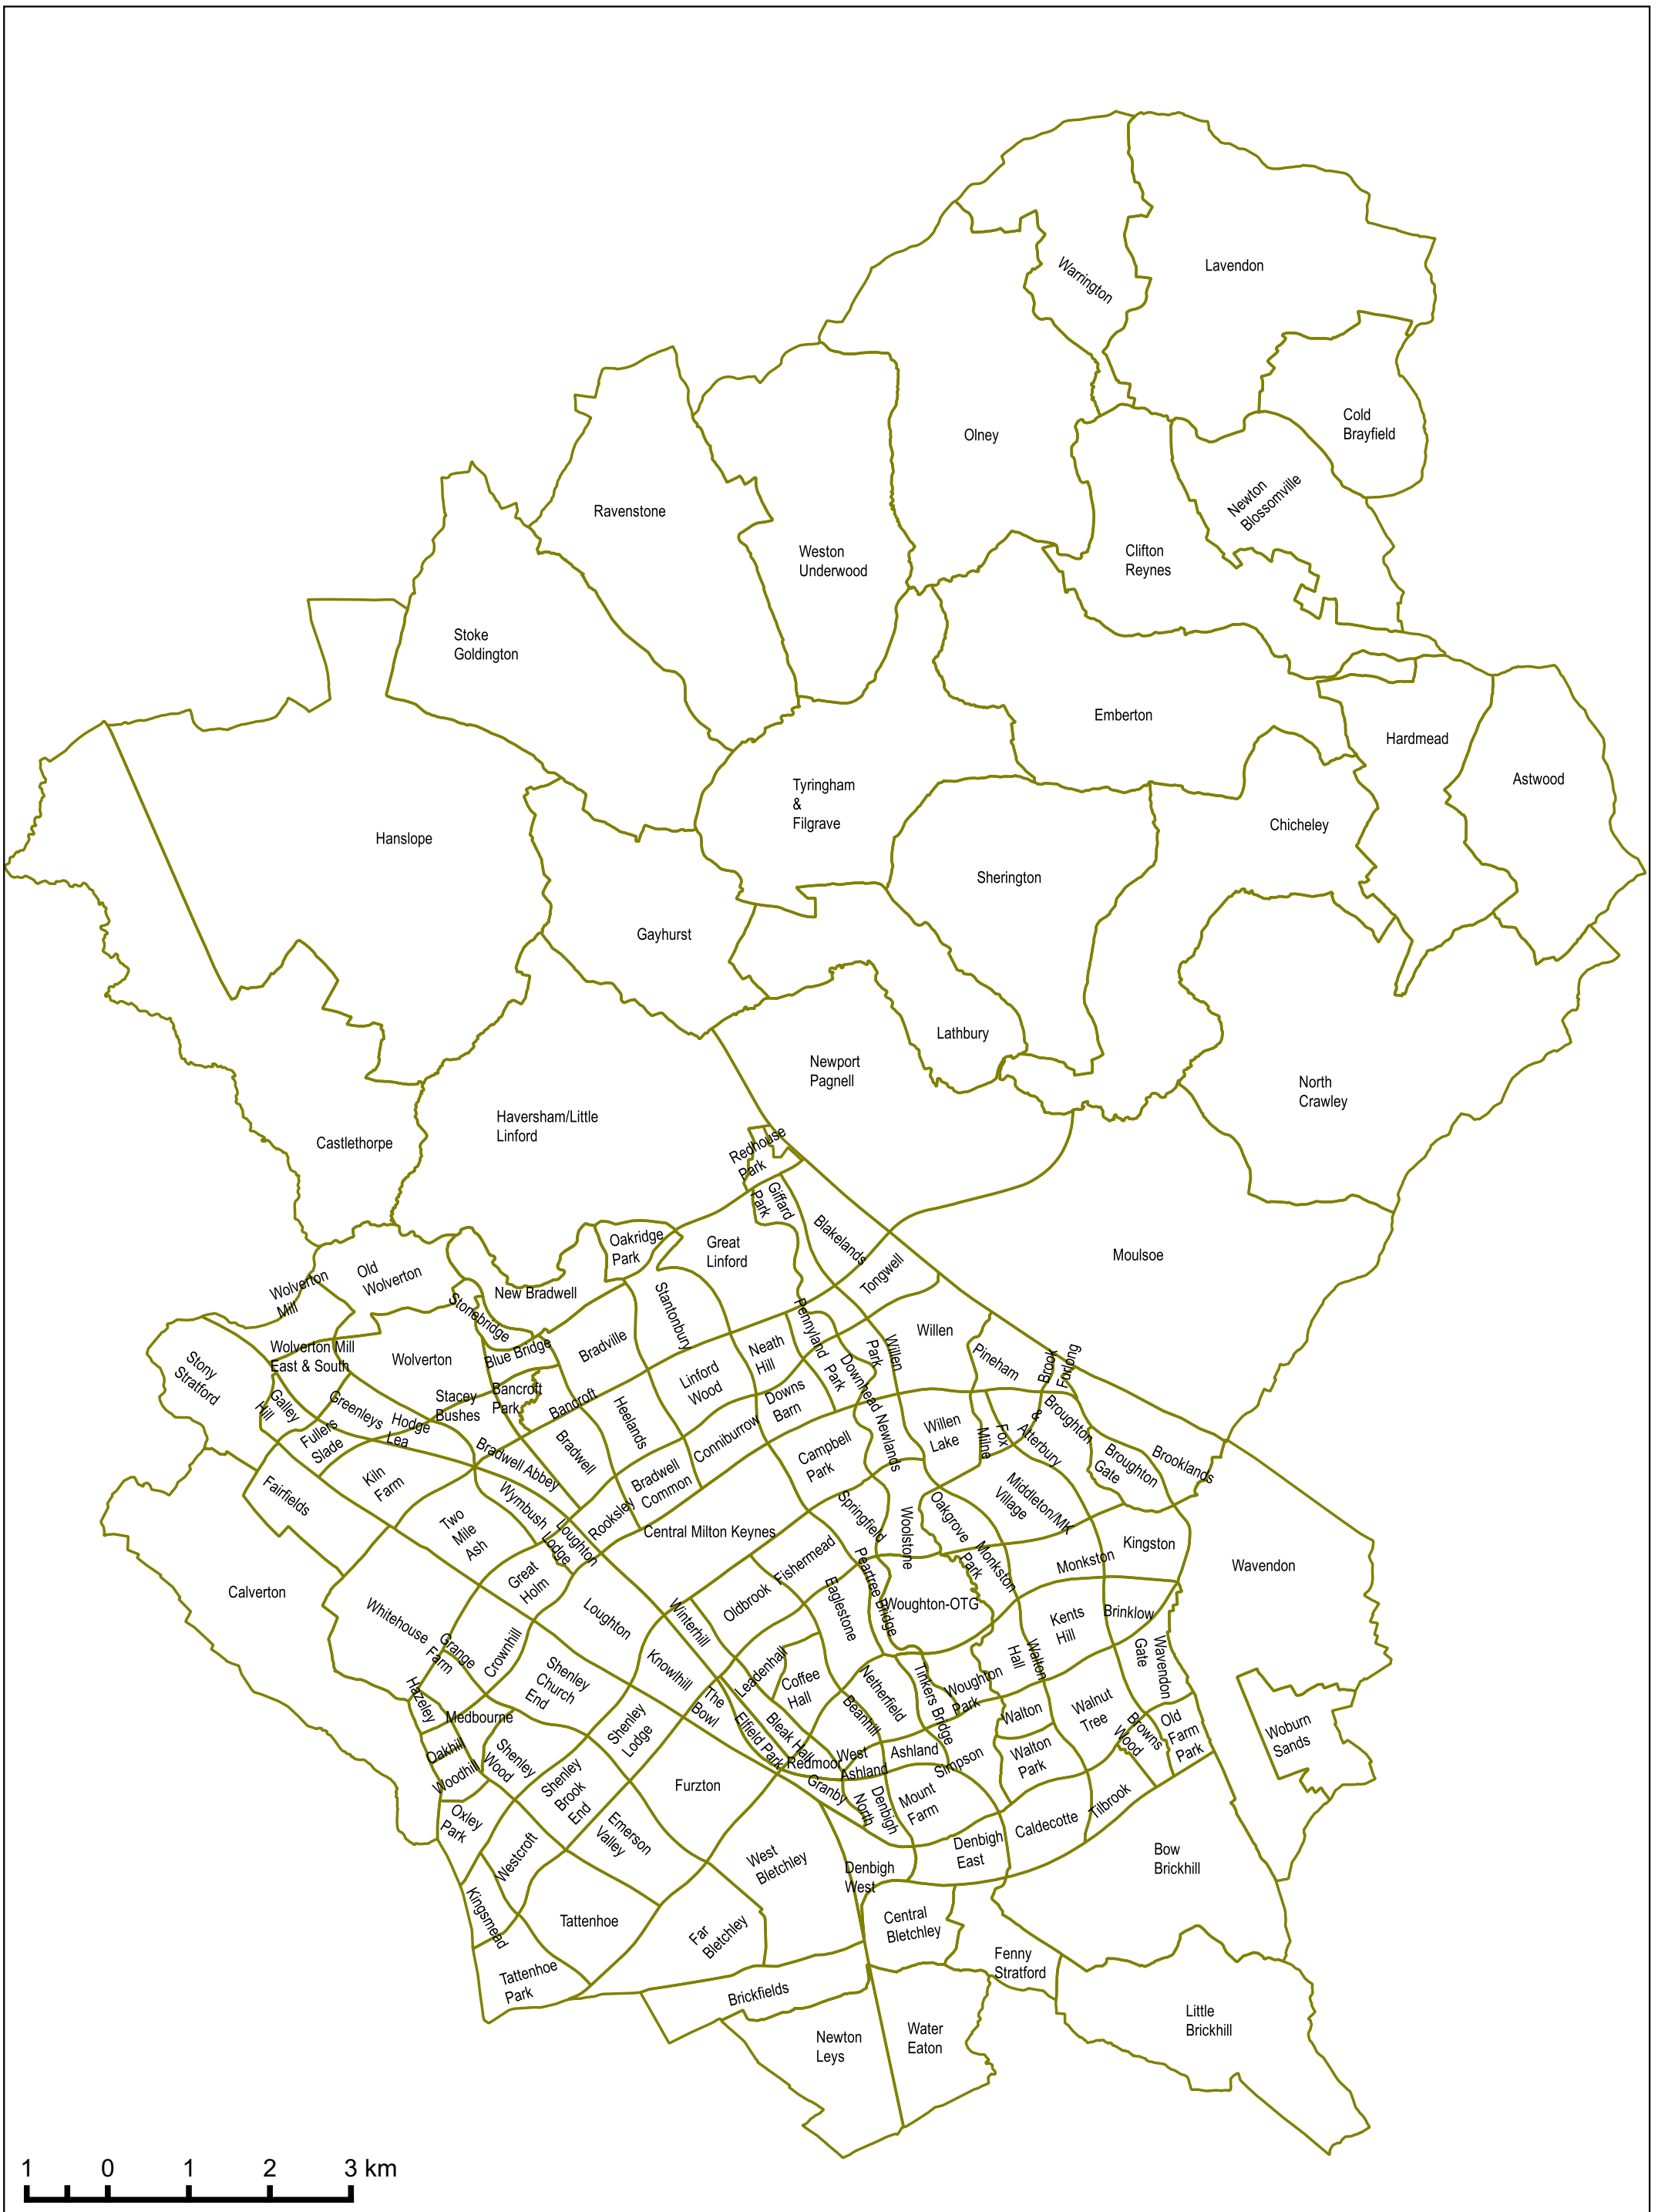 Lavendon
Warrington
Cold
Brayfield
Olney
Newton
Blossomville
Ravenstone
Weston
Underwood
Clifton
Reynes
Stoke
Goldington
Emberton
Hardmead
Astwood
Tyringham
&
Filgrave
Chicheley
Hanslope
Sherington
Gayhurst
Lathbury
Newport
Pagnell
North
Crawley
Haversham/Little
Linford
Castlethorpe
Redhouse
Park
Giffard
Park
Blakelands
Oakridge
Park
Great
Linford
Moulsoe
Tongwell
Old
Wolverton
Wolverton
Mill
New Bradwell
Stonebridge
Stantonbury
Pennyland
Willen
Willen
Park
Wolverton Mill
East & South
Wolverton
Blue Bridge
Bradville
Neath
Hill
Downhead
Park
Pineham
Brook
Furlong
Stony
Stratford
Galley
Hill
Greenleys
Stacey
Bushes
Bancroft
Park
Bancroft
Linford
Wood
Downs
Barn
Fullers
Slade
Hodge
Lea
Heelands
Conniburrow
Newlands
Willen
Lake
Fox
Milne
Broughton
&
Atterbury
Broughton
Gate
Brooklands
Kiln
Farm
Bradwell Abbey
Bradwell
Bradwell
Common
Campbell
Park
Fairfields
Wymbush
Rooksley
Central Milton Keynes
Springfield
Woolstone
Oakgrove
Middleton/MK
Village
Two
Mile
Ash
Loughton
Lodge
Great
Holm
Fishermead
Peartree Bridge
Monkston
Park
Monkston
Kingston
Wavendon
Calverton
Whitehouse
Loughton
Winterhill
Oldbrook
Eaglestone
Woughton-OTG
Kents
Hill
Brinklow
Grange
Farm
Crownhill
Knowlhill
Leadenhall
Coffee
Hall
Netherfield
Tinkers Bridge
Woughton
Park
Walton
Hall
Wavendon
Gate
Hazeley
Shenley
Church
End
The
Bowl
Medbourne
Shenley
Lodge
Elfield Park
Bleak Hall
Beanhill
Walton
Walnut
Tree
Browns
Wood
Old
Farm
Park
Woburn
Sands
Oakhill
Shenley
Wood
Redmoor
West
Ashland
Ashland
Simpson
Walton
Park
Woodhill
Shenley
Brook
End
Furzton
Granby
Denbigh
North
Mount
Farm
Tilbrook
Oxley
Park
Westcroft
Emerson
Valley
Caldecotte
Denbigh
East
West
Bletchley
Denbigh
West
Bow
Brickhill
Kingsmead
Tattenhoe
Far
Bletchley
Central
Bletchley
Fenny
Stratford
Tattenhoe
Park
Brickfields
Newton
Leys
Water
Eaton
Little
Brickhill
1 0 1 2 3 km